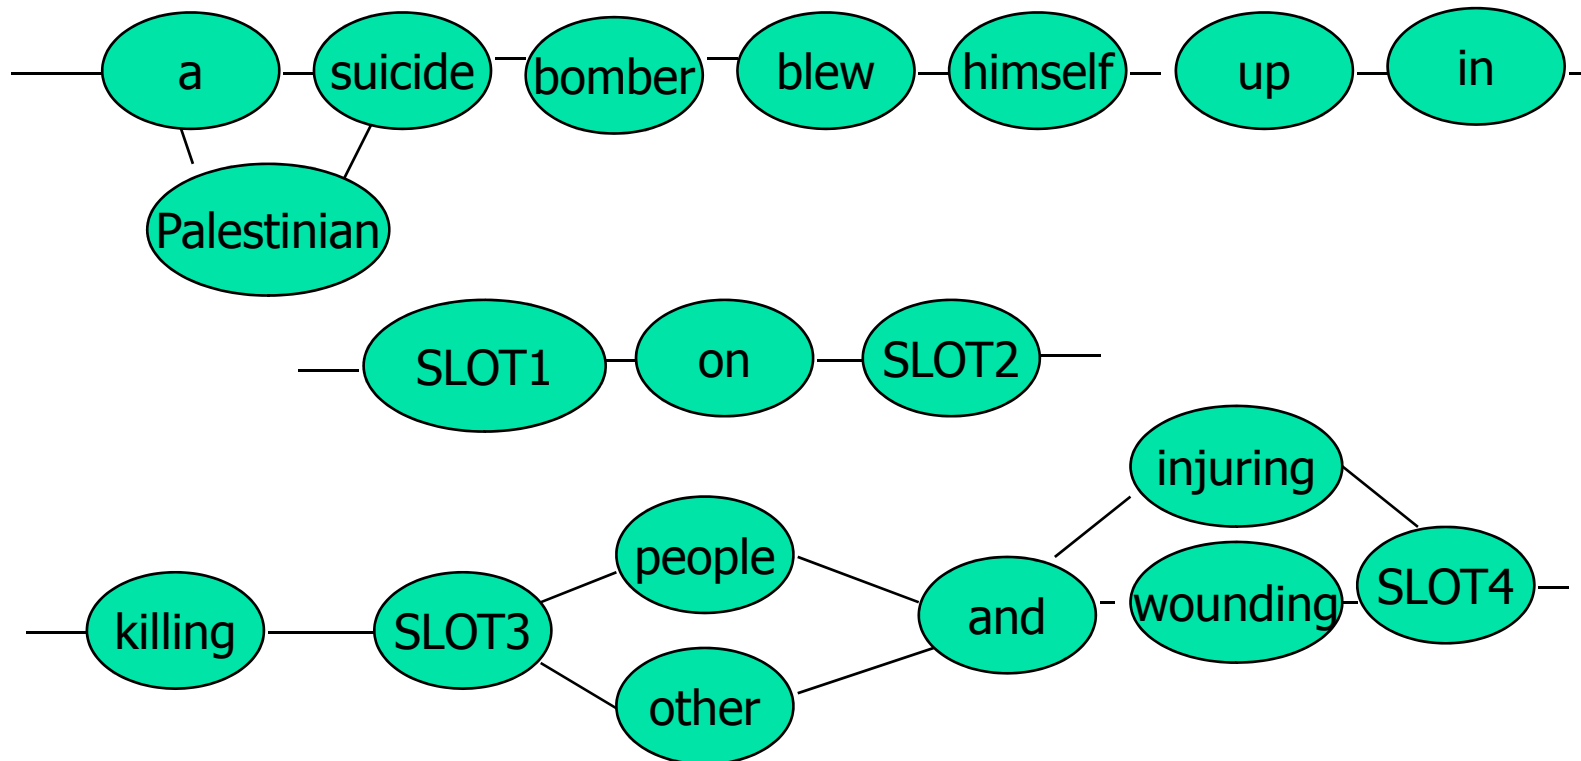 a suicide bomber blew himself up in
Palestinian
SLOT1 on SLOT2
injuring
people
killing SLOT3 and wounding SLOT4
other